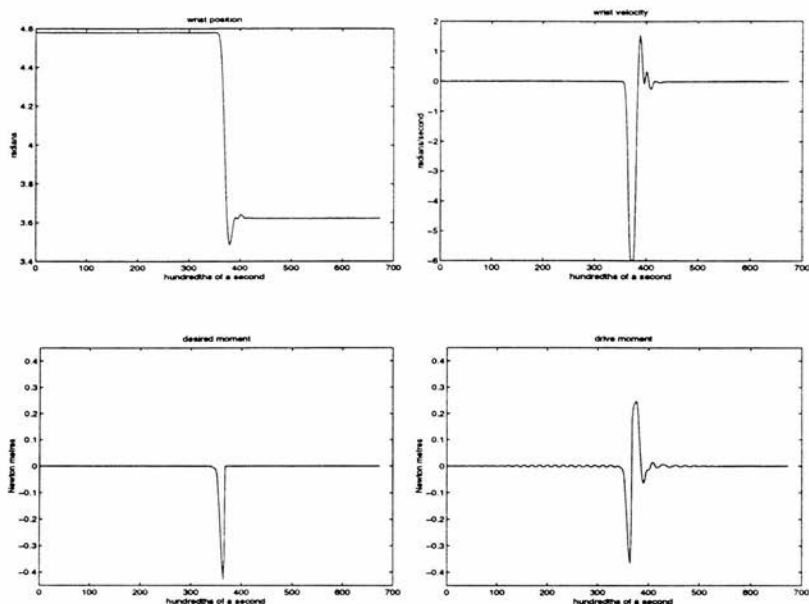 wrist position
4.8
4.6
4.4
4.2
4
3.8
3.6
3.4
radians
0 100 200 300 400 500 600 700
hundredths of a second
wrist velocity
2
1
0
−1
−2
−3
−4
−5
−6
radians/second
0 100 200 300 400 500 600 700
hundredths of a second
desired moment
0.4
0.3
0.2
0.1
0
−0.1
−0.2
−0.3
−0.4
Newton metres
0 100 200 300 400 500 600 700
hundredths of a second
drive moment
0.4
0.3
0.2
0.1
0
−0.1
−0.2
−0.3
−0.4
Newton metres
0 100 200 300 400 500 600 700
hundredths of a second